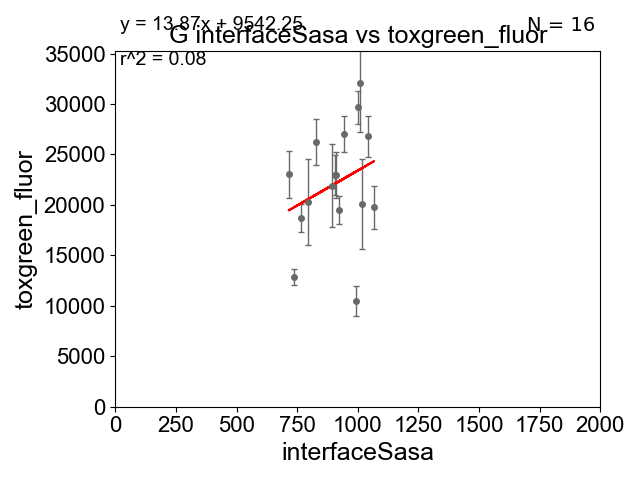 y = 13.87x + 9542.25
N = 16
G interfaceSasa vs toxgreen_fluor
r^2 = 0.08
35000
30000
25000
20000
15000
10000
5000
0
toxgreen_fluor
0 250 500 750 1000 1250 1500 1750 2000
interfaceSasa